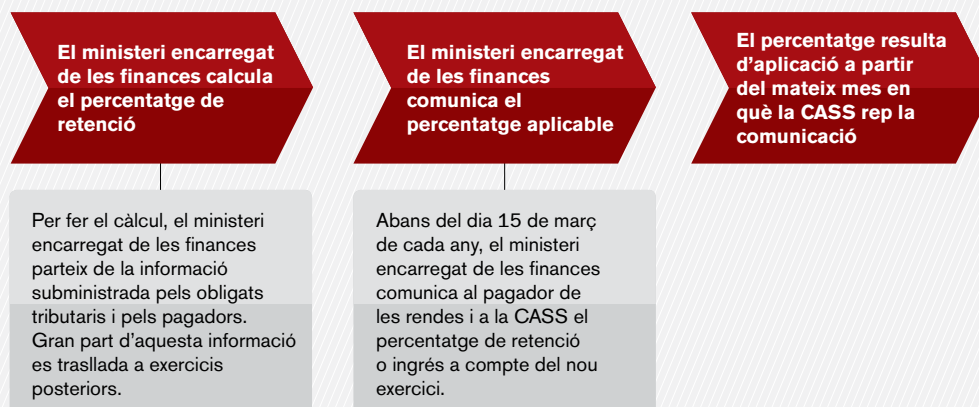 El ministeri encarregat
de les finances calcula
el percentatge de
retenció
El ministeri encarregat
de les finances
comunica el
percentatge aplicable
El percentatge resulta
d’aplicació a partir
del mateix mes en
què la CASS rep la
comunicació
Per fer el càlcul, el ministeri
encarregat de les finances
parteix de la informació
subministrada pels obligats
tributaris i pels pagadors.
Gran part d’aquesta informació
es trasllada a exercicis
posteriors.
Abans del dia 15 de març
de cada any, el ministeri
encarregat de les finances
comunica al pagador de
les rendes i a la CASS el
percentatge de retenció
o ingrés a compte del nou
exercici.